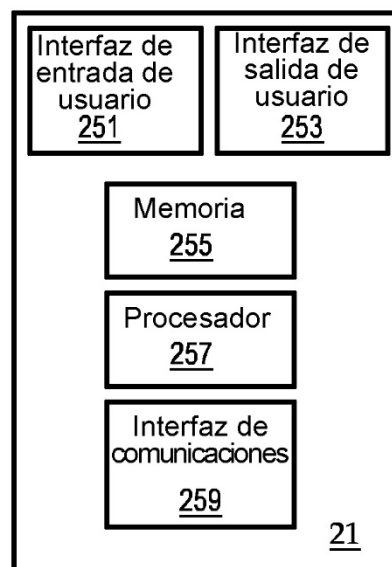 Interfaz de
entrada de
usuario
251
Interfaz de
salida de
usuario
253
Memoria
255
Procesador
257
Interfaz de
comunicaciones
259
21